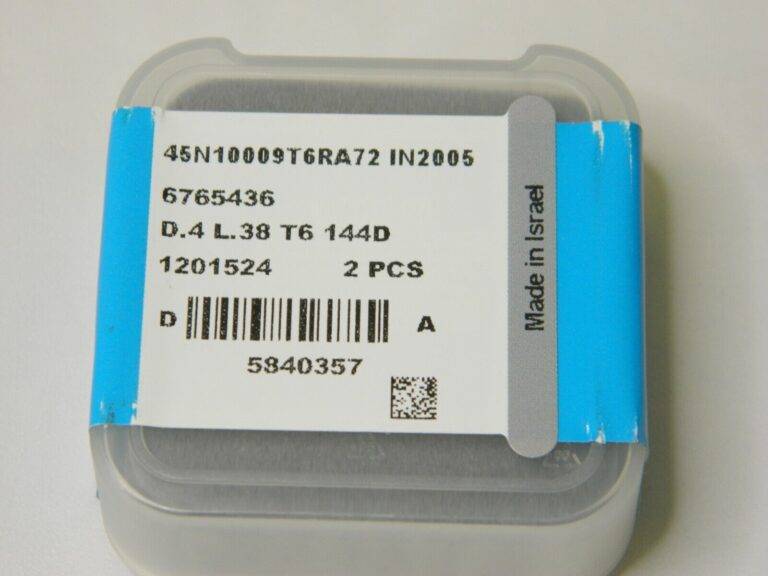 45N10009T6RA72 IN2005
6765436
D.4 L.38 T6 144D
1201524 2 PCS
D A
5840357
Made in Israel